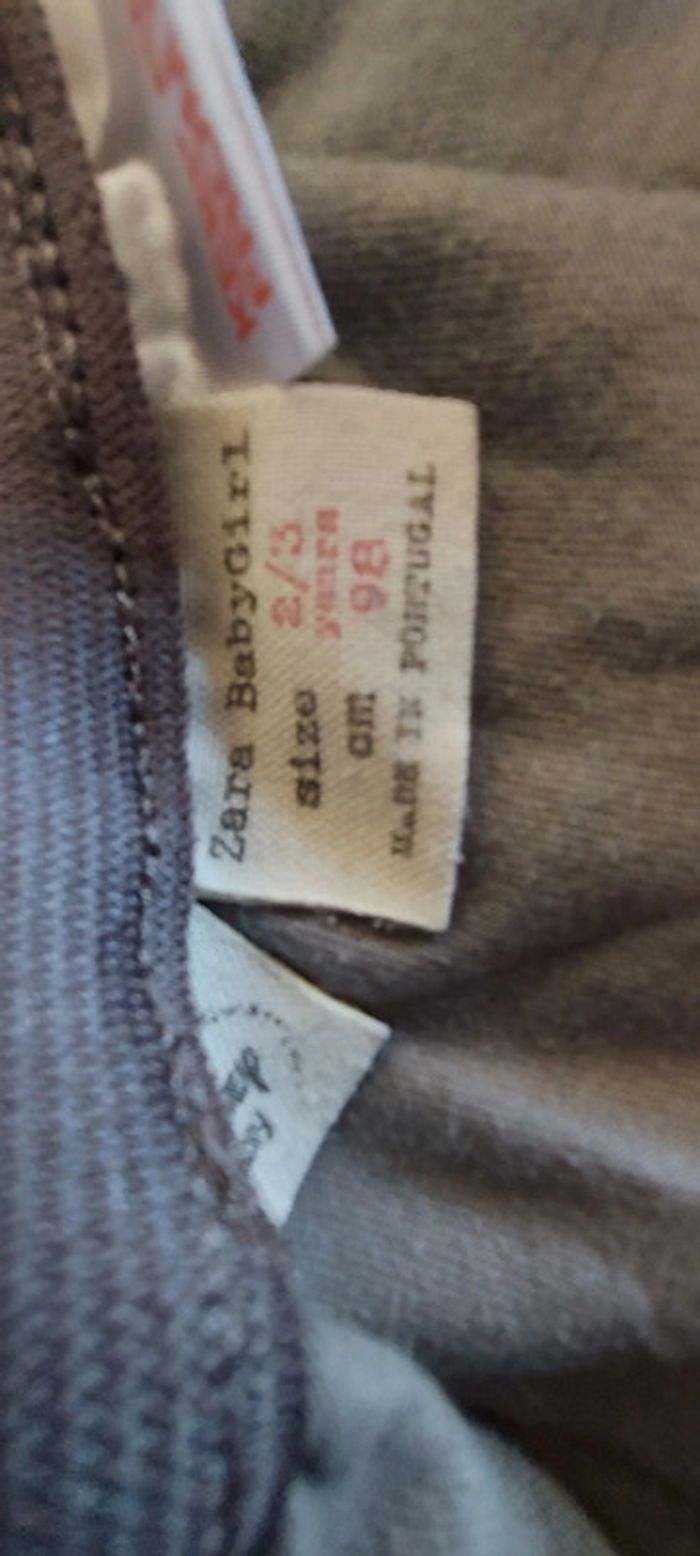 Zara BabyGirl
size 2/3
years
cm 98
MADE IN PORTUGAL